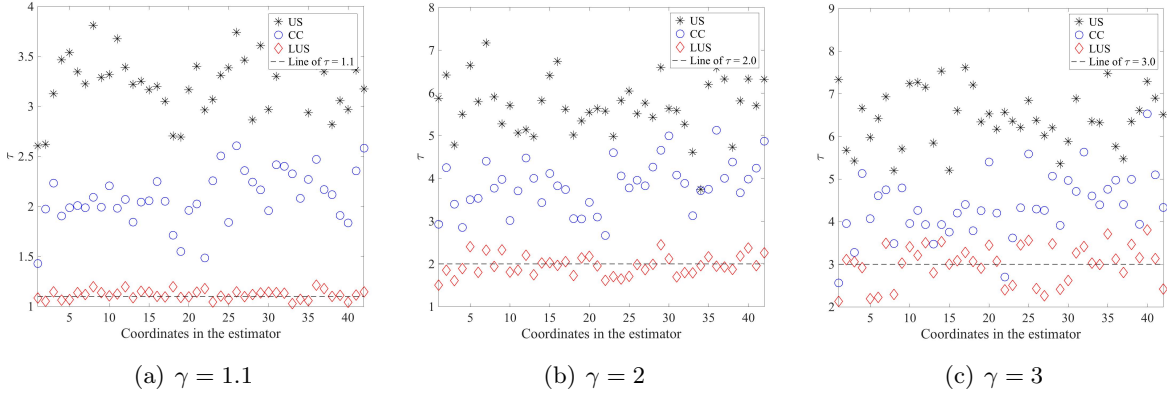 4
3.5
3
2.5
2
1.5
1
τ
US
CC
LUS
Line of τ = 1.1
5 10 15 20 25 30 35 40
Coordinates in the estimator
(a) γ = 1.1
8
7
6
5
4
3
2
1
τ
US
CC
LUS
Line of τ = 2.0
5 10 15 20 25 30 35 40
Coordinates in the estimator
(b) γ = 2
9
8
7
6
5
4
3
2
τ
US
CC
LUS
Line of τ = 3.0
5 10 15 20 25 30 35 40
Coordinates in the estimator
(c) γ = 3